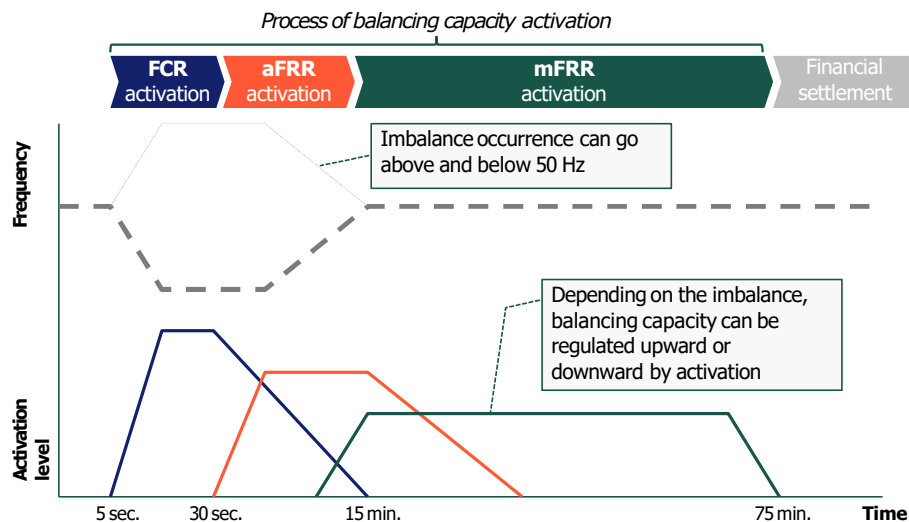 Process of balancing capacity activation
FCR
activation
aFRR
activation
mFRR
activation
Financial
settlement
Frequency
Imbalance occurrence can go
above and below 50 Hz
Depending on the imbalance,
balancing capacity can be
regulated upward or
downward by activation
Activation
level
5 sec.
30 sec.
15 min.
75 min.
Time